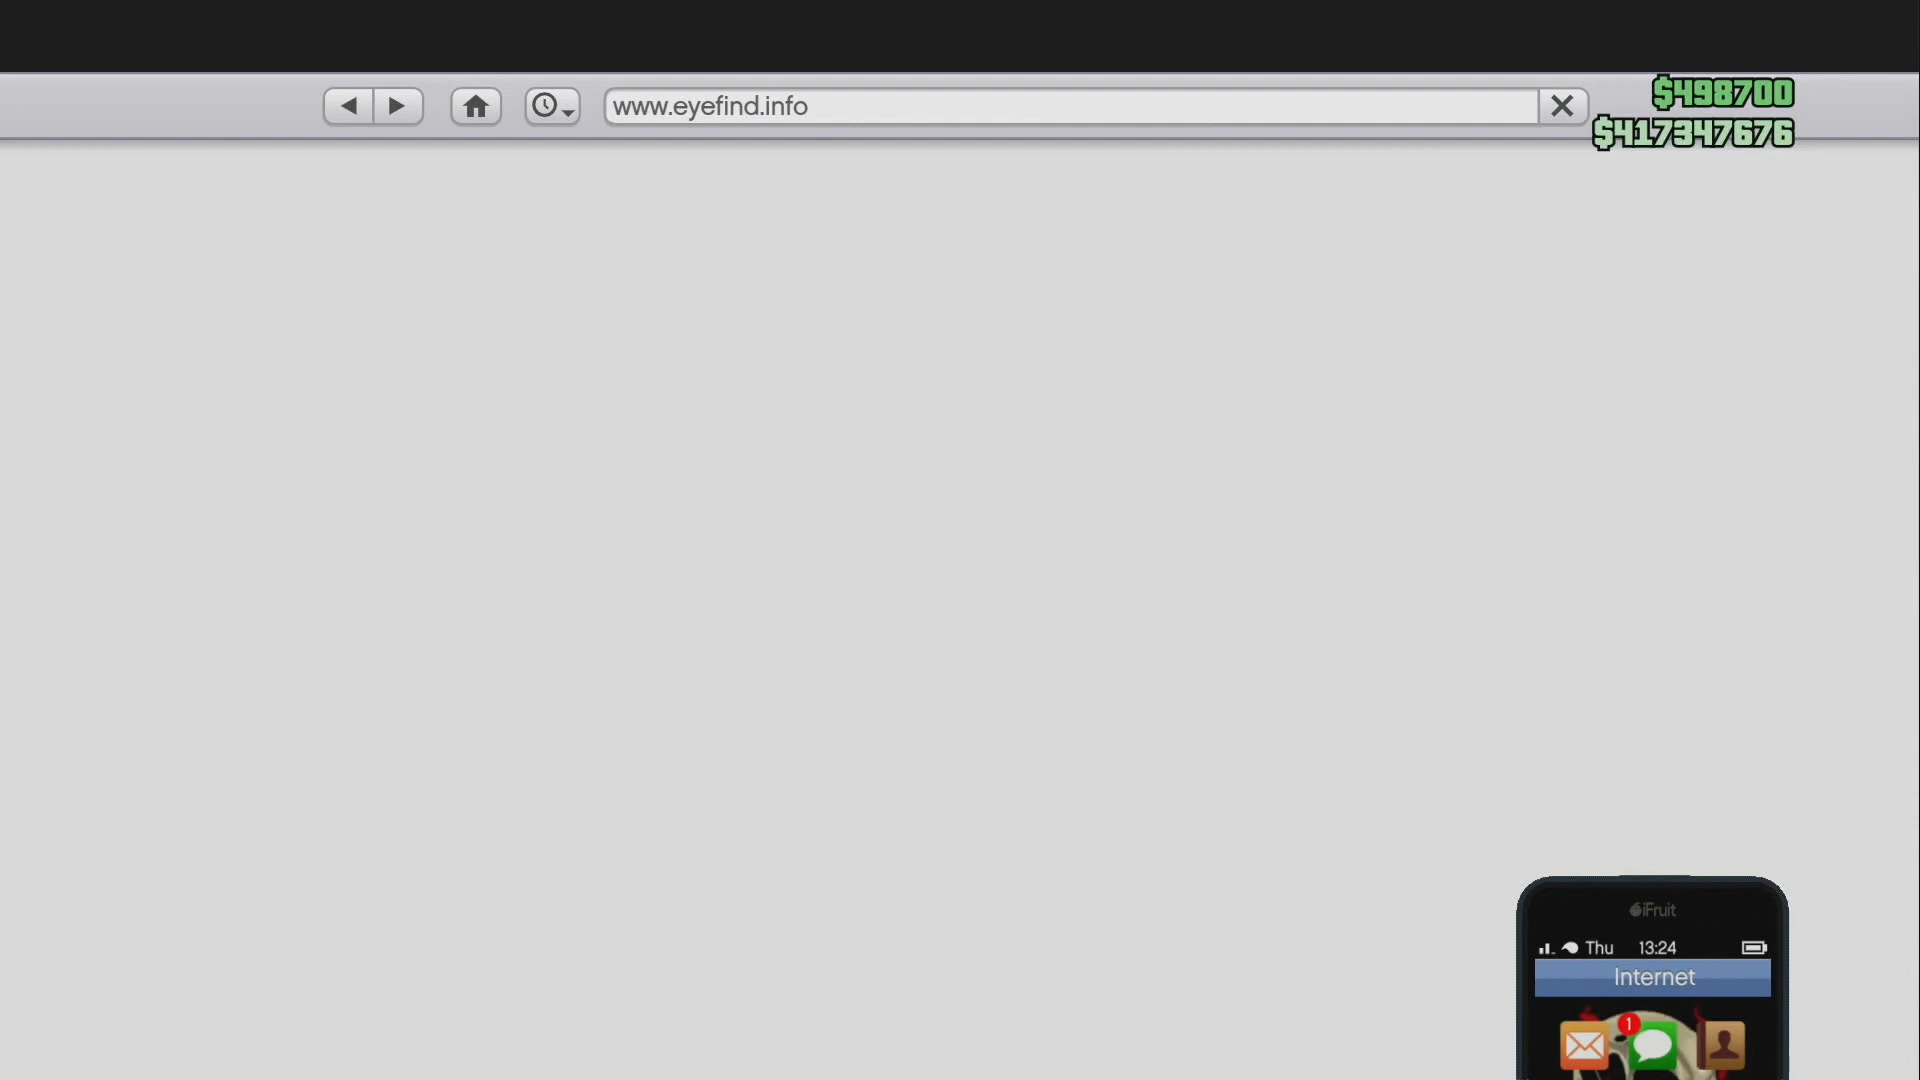 www.eyefind.info
$498700
$417347676
iFruit
Thu 13:24
Internet
1